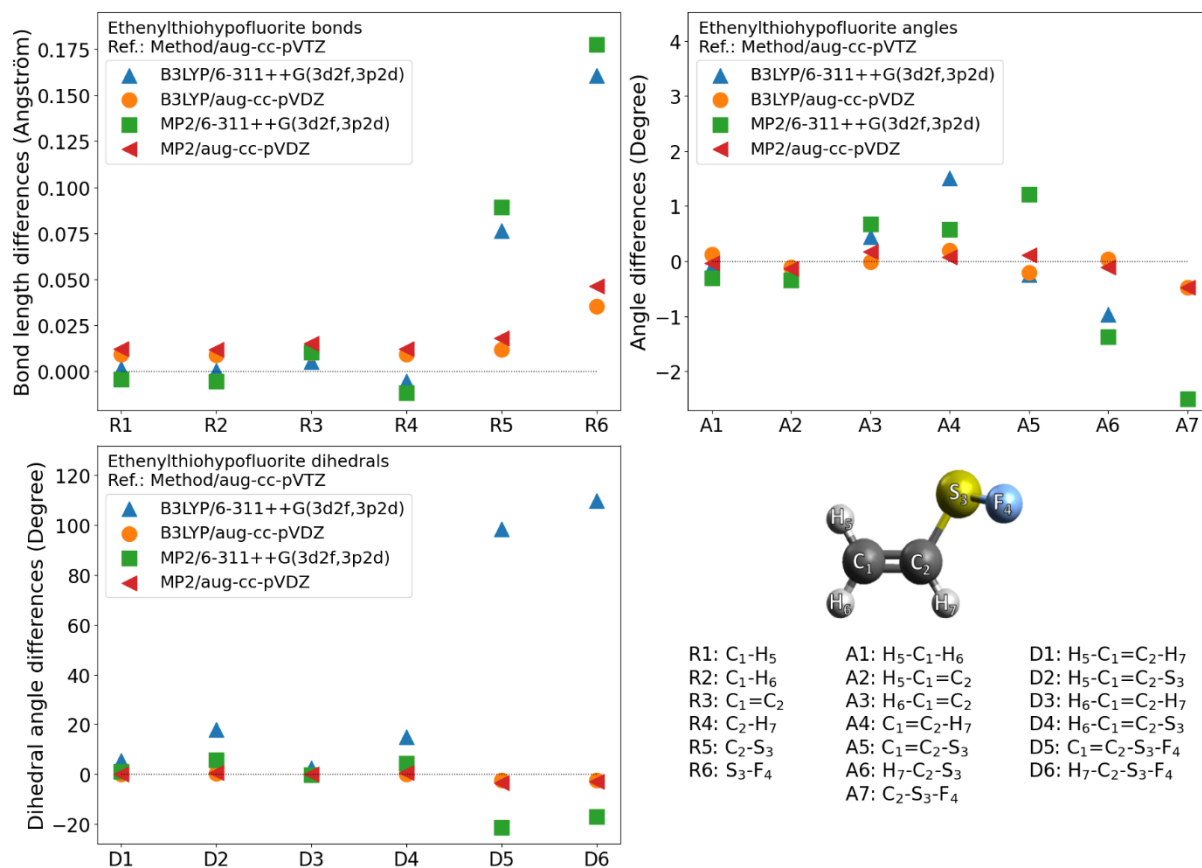 Ethenylthiohypofluorite bonds
Ref.: Method/aug-cc-pVTZ
B3LYP/6-311++G(3d2f,3p2d)
B3LYP/aug-cc-pVDZ
MP2/6-311++G(3d2f,3p2d)
MP2/aug-cc-pVDZ
Bond length differences (Angström)
0.175
0.150
0.125
0.100
0.075
0.050
0.025
0.000
R1 R2 R3 R4 R5 R6
Ethenylthiohypofluorite angles
Ref.: Method/aug-cc-pVTZ
B3LYP/6-311++G(3d2f,3p2d)
B3LYP/aug-cc-pVDZ
MP2/6-311++G(3d2f,3p2d)
MP2/aug-cc-pVDZ
Angle differences (Degree)
4
3
2
1
0
−1
−2
A1 A2 A3 A4 A5 A6 A7
Ethenylthiohypofluorite dihedrals
Ref.: Method/aug-cc-pVTZ
B3LYP/6-311++G(3d2f,3p2d)
B3LYP/aug-cc-pVDZ
MP2/6-311++G(3d2f,3p2d)
MP2/aug-cc-pVDZ
Dihedral angle differences (Degree)
120
100
80
60
40
20
0
−20
D1 D2 D3 D4 D5 D6
S₃ F₄
H₅
C₁ C₂
H₆ H₇
R1: C₁-H₅ A1: H₅-C₁-H₆ D1: H₅-C₁=C₂-H₇
R2: C₁-H₆ A2: H₅-C₁=C₂ D2: H₅-C₁=C₂-S₃
R3: C₁=C₂ A3: H₆-C₁=C₂ D3: H₆-C₁=C₂-H₇
R4: C₂-H₇ A4: C₁=C₂-H₇ D4: H₆-C₁=C₂-S₃
R5: C₂-S₃ A5: C₁=C₂-S₃ D5: C₁=C₂-S₃-F₄
R6: S₃-F₄ A6: H₇-C₂-S₃ D6: H₇-C₂-S₃-F₄
A7: C₂-S₃-F₄